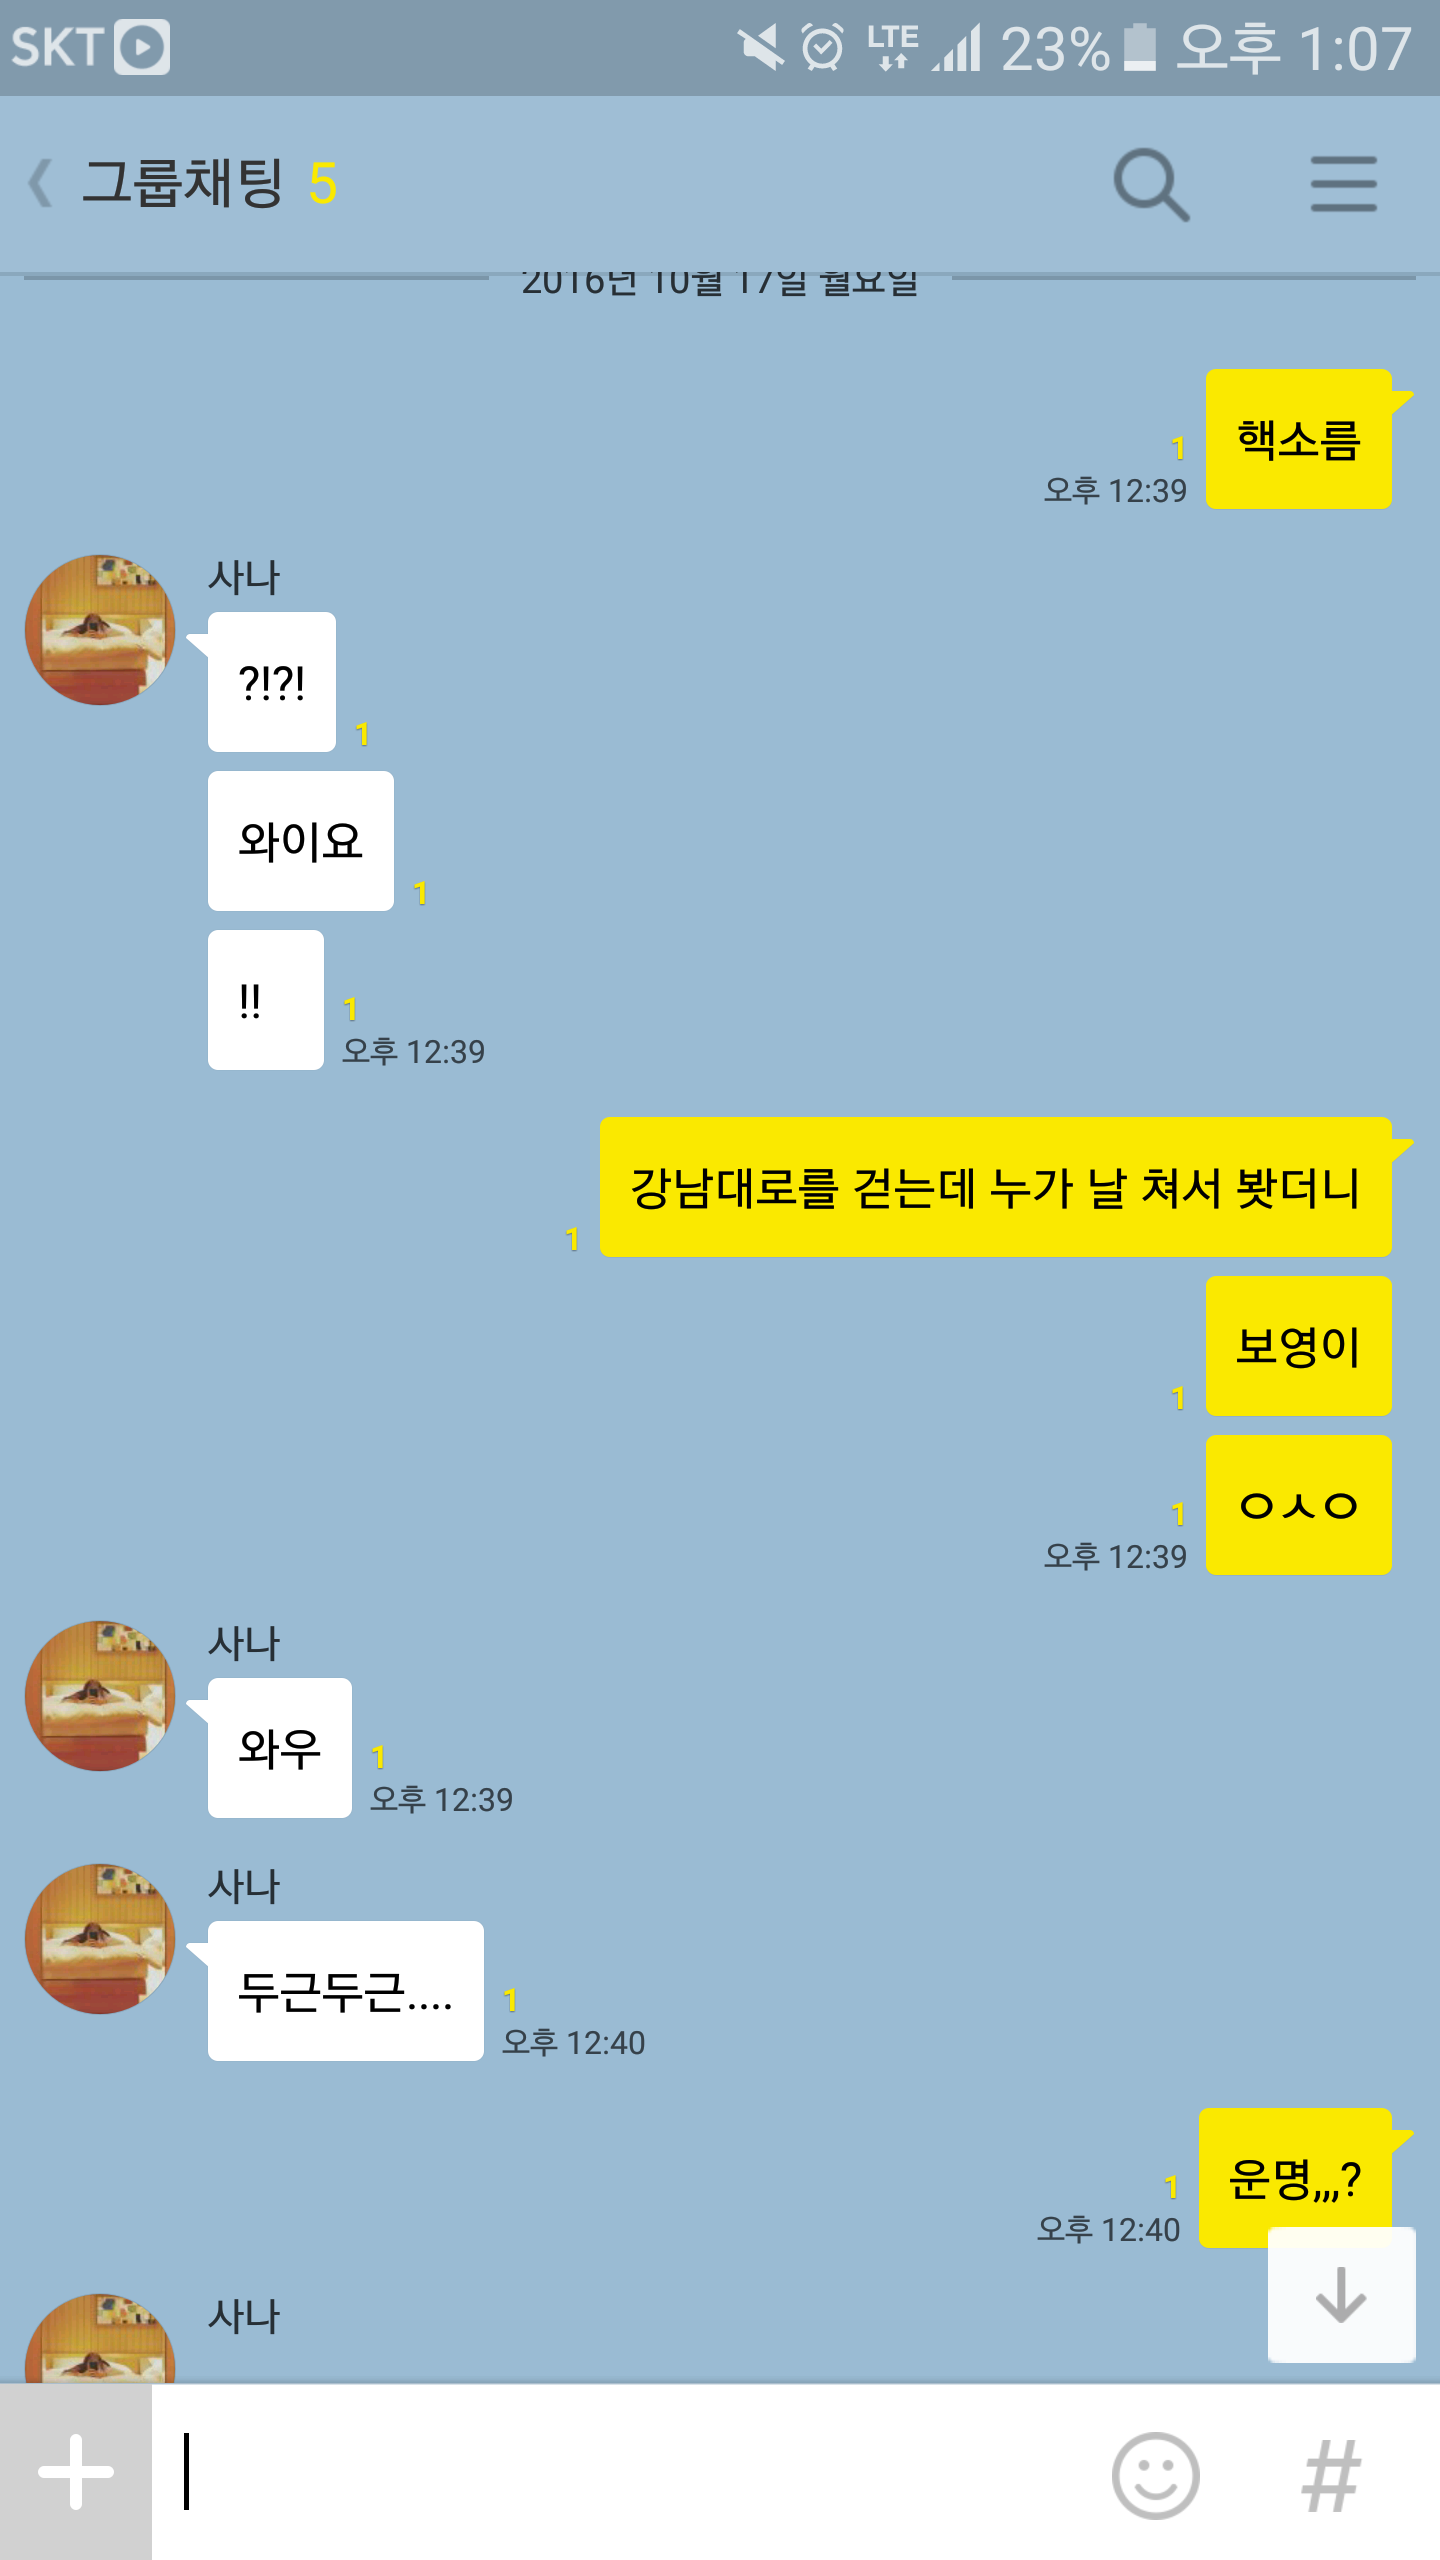 SKT
LTE 23% 오후 1:07
그룹채팅 5
2016년 10월 17일 월요일
핵소름
1
오후 12:39
사나
?!?!
1
와이요
1
!!
1
오후 12:39
강남대로를 걷는데 누가 날 쳐서 봤더니
1
보영이
1
ㅇㅅㅇ
1
오후 12:39
사나
와우
1
오후 12:39
사나
두근두근....
1
오후 12:40
운명,,,?
1
오후 12:40
사나
#